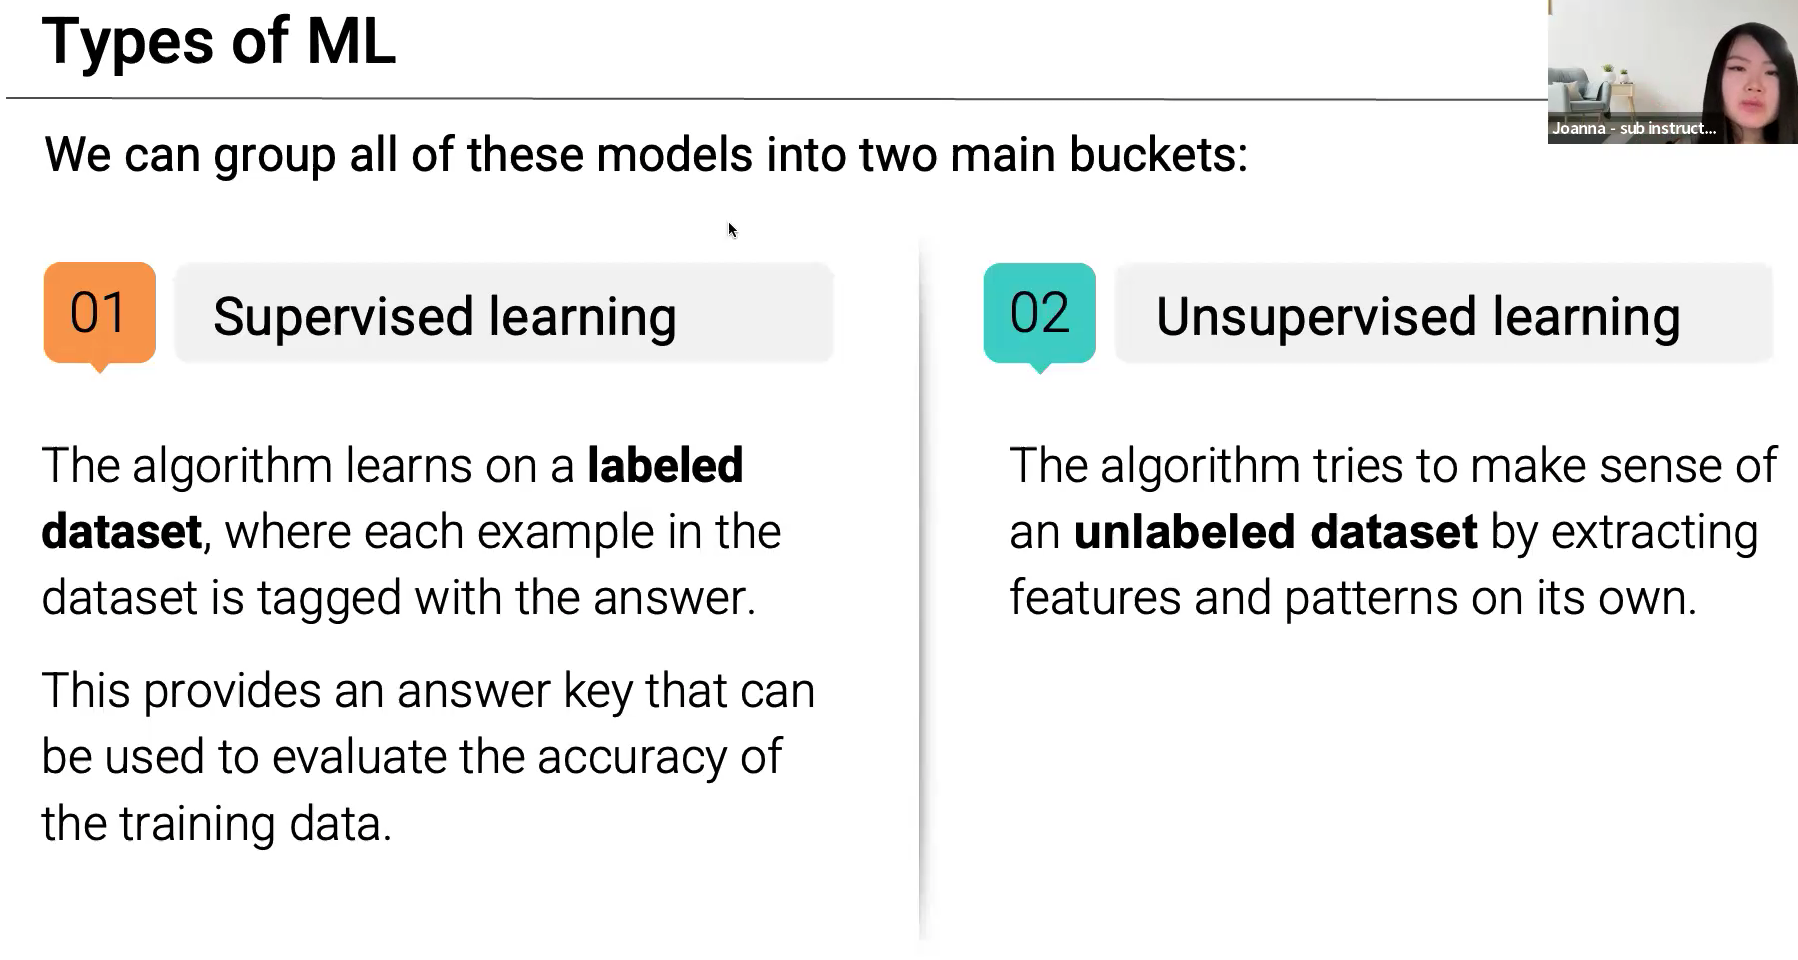 Types of ML
Joanna - sub instruct...
We can group all of these models into two main buckets:
01
Supervised learning
The algorithm learns on a labeled
dataset, where each example in the
dataset is tagged with the answer.
This provides an answer key that can
be used to evaluate the accuracy of
the training data.
02
Unsupervised learning
The algorithm tries to make sense of
an unlabeled dataset by extracting
features and patterns on its own.